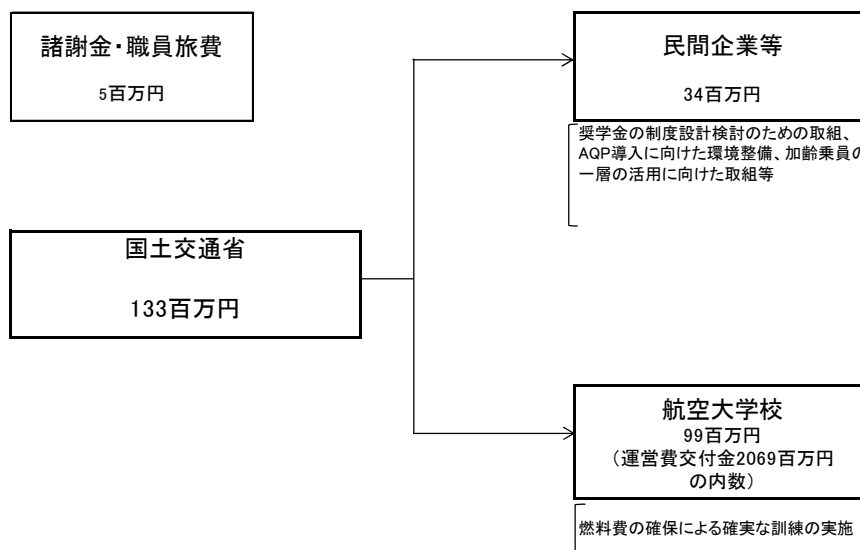 諸謝金・職員旅費
5百万円
民間企業等
34百万円
奨学金の制度設計検討のための取組、
AQP導入に向けた環境整備、加齢乗員の
一層の活用に向けた取組等
国土交通省
133百万円
航空大学校
99百万円
（運営費交付金2069百万円
の内数）
燃料費の確保による確実な訓練の実施